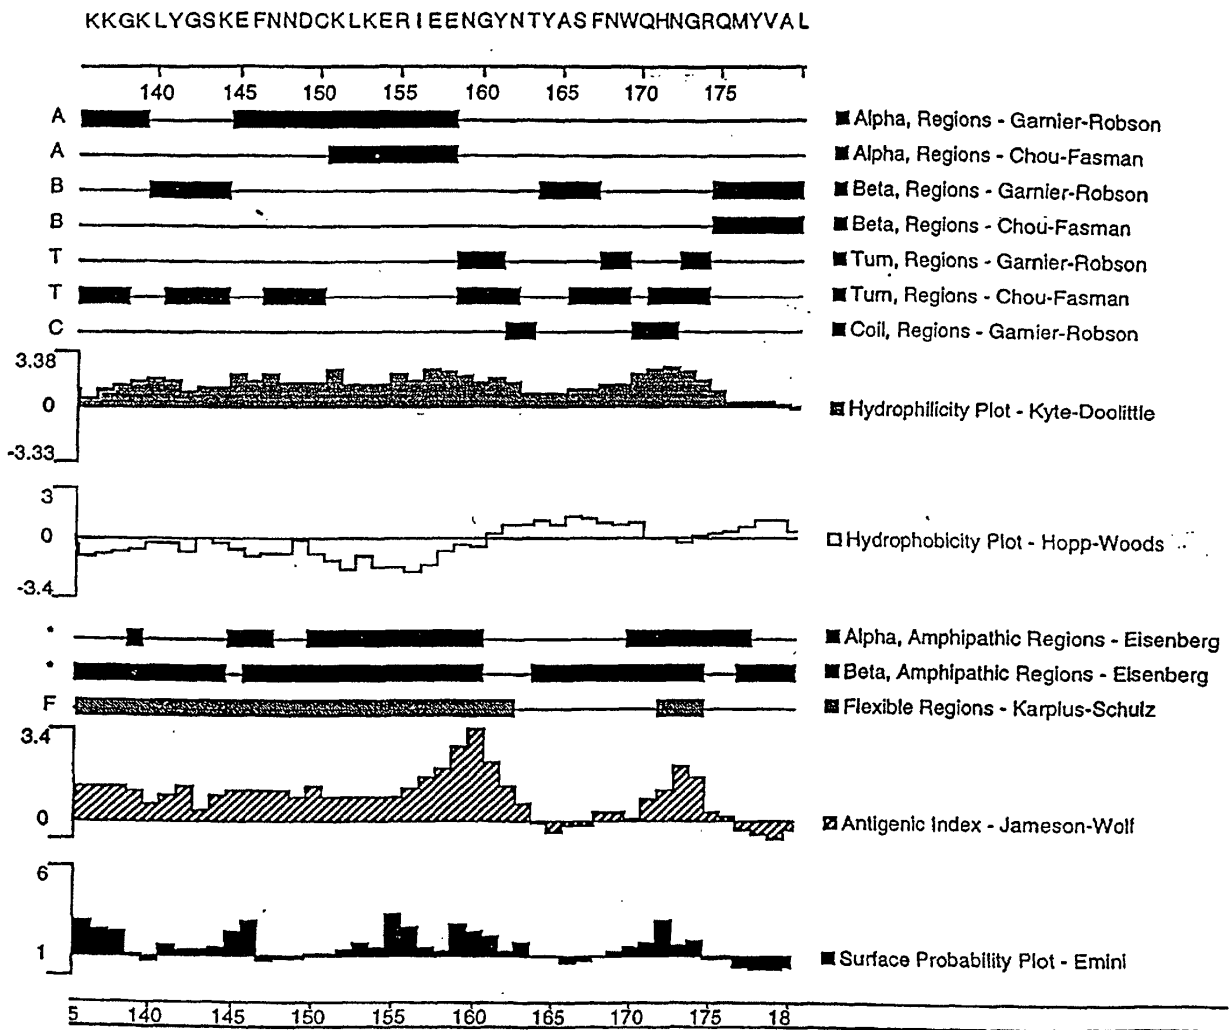 KKGKLYGSKEFNNDCKLKERIEENGYNTYASFNWQHNGRQMYVAL
140 145 150 155 160 165 170 175
A Alpha, Regions - Garnier-Robson
A Alpha, Regions - Chou-Fasman
B Beta, Regions - Garnier-Robson
B Beta, Regions - Chou-Fasman
T Turn, Regions - Garnier-Robson
T Turn, Regions - Chou-Fasman
C Coil, Regions - Garnier-Robson
3.38
0 Hydrophilicity Plot - Kyte-Doolittle
-3.33
3
0 Hydrophobicity Plot - Hopp-Woods
-3.4
* Alpha, Amphipathic Regions - Eisenberg
* Beta, Amphipathic Regions - Eisenberg
F Flexible Regions - Karplus-Schulz
3.4
0 Antigenic Index - Jameson-Wolf
6
1 Surface Probability Plot - Emini
5 140 145 150 155 160 165 170 175 18